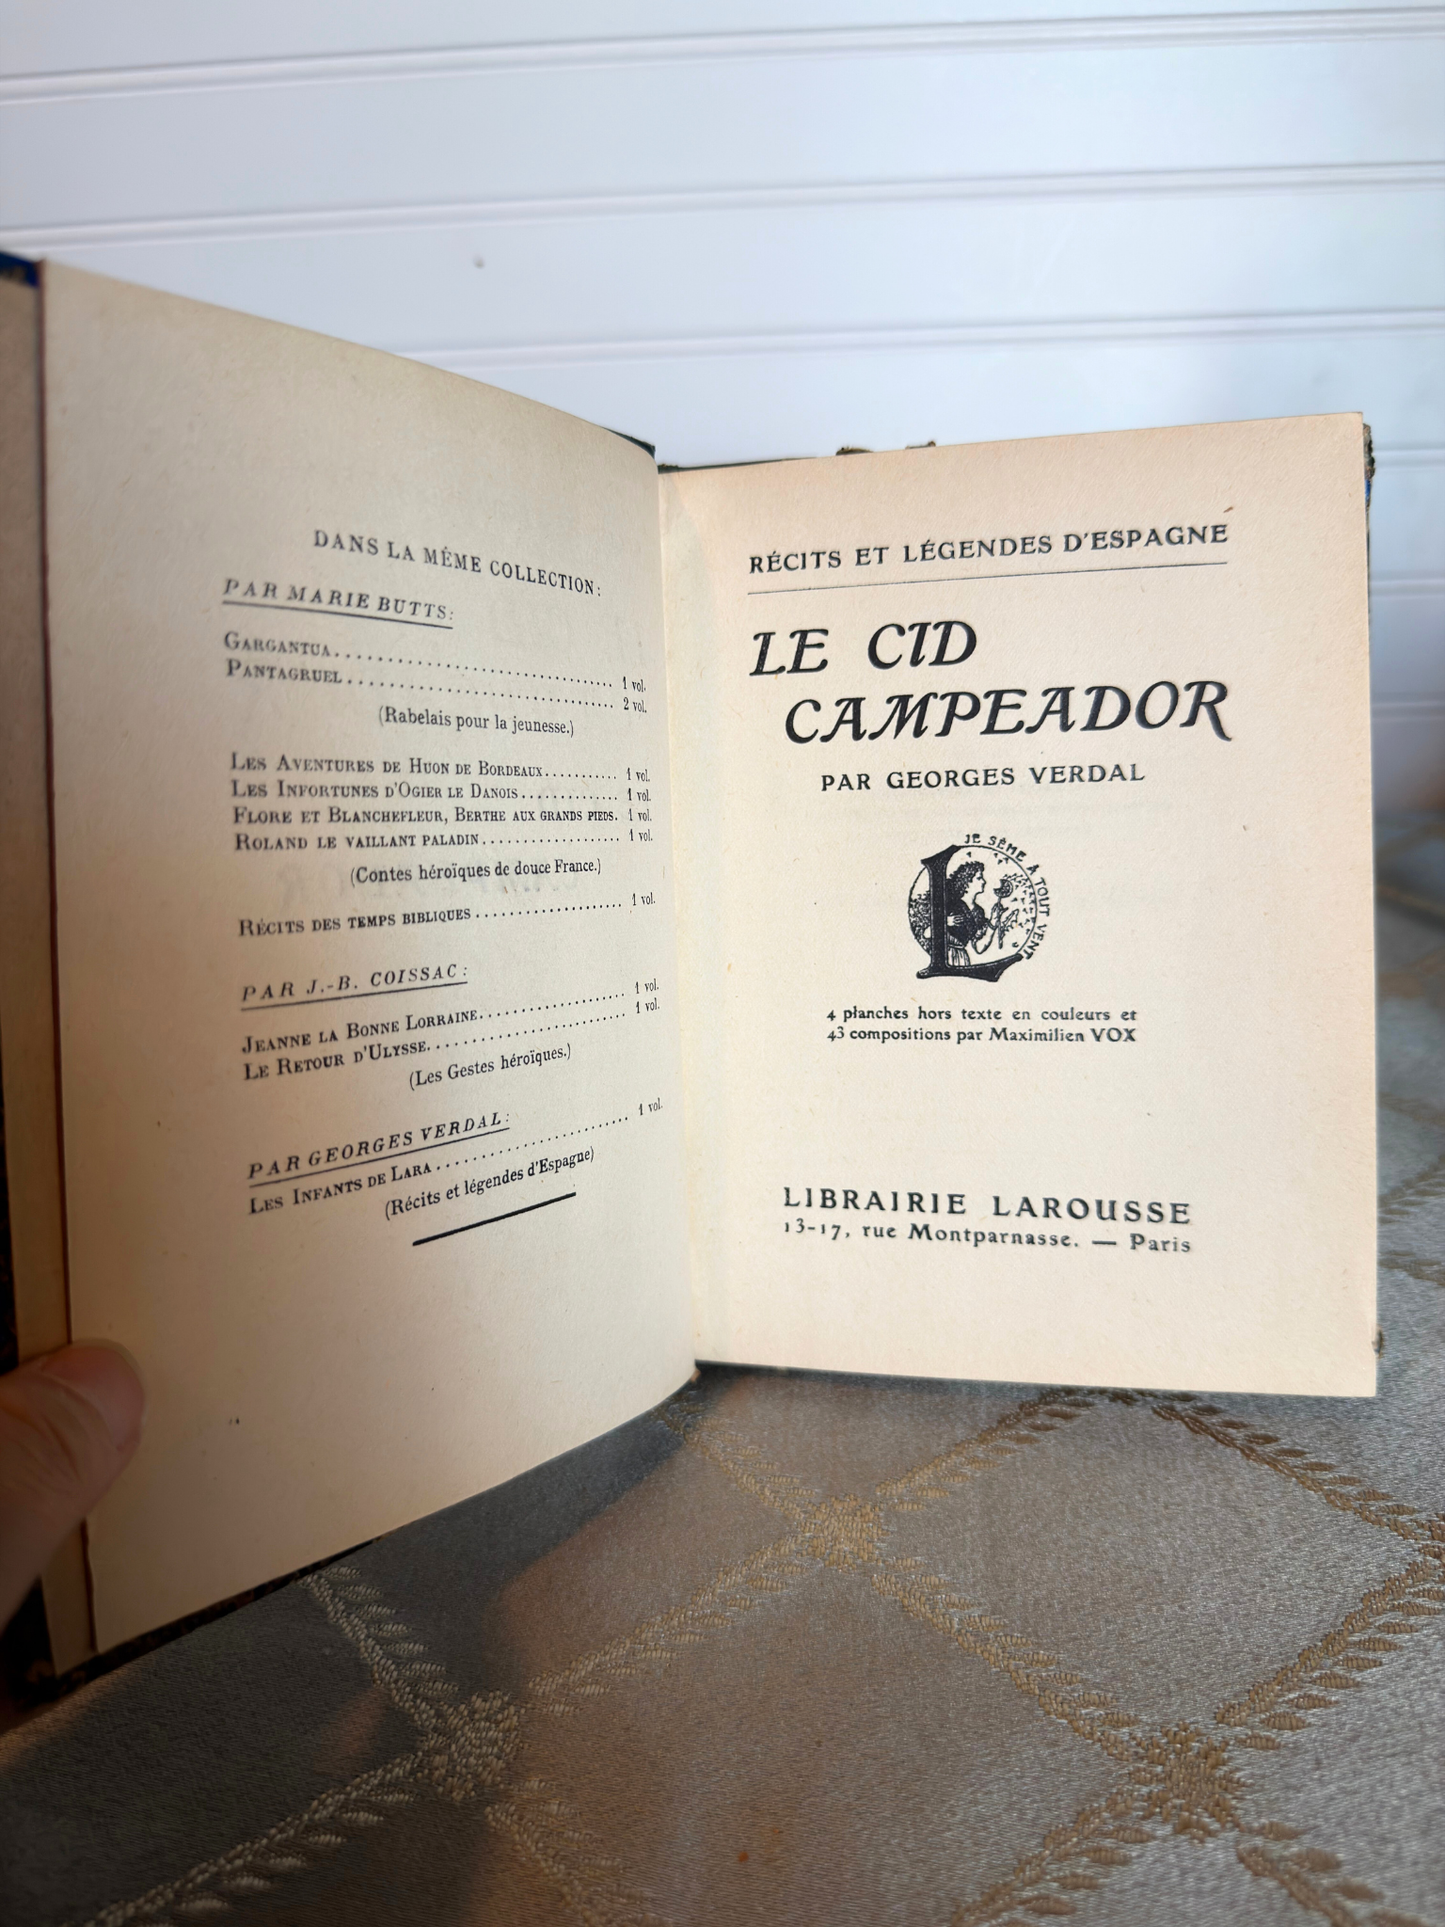 DANS LA MÊME COLLECTION:
PAR MARIE BUTTS:
GARGANTUA........................... 1 vol.
PANTAGRUEL.......................... 2 vol.
(Rabelais pour la jeunesse.)
LES AVENTURES DE HUON DE BORDEAUX........... 1 vol.
LES INFORTUNES D'OGIER LE DANOIS.............. 1 vol.
FLORE ET BLANCHEFLEUR, BERTHE AUX GRANDS PIEDS. 1 vol.
ROLAND LE VAILLANT PALADIN.................... 1 vol.
(Contes héroïques de douce France.)
RÉCITS DES TEMPS BIBLIQUES.................... 1 vol.
PAR J.-B. COISSAC:
JEANNE LA BONNE LORRAINE.................... 1 vol.
LE RETOUR D'ULYSSE.......................... 1 vol.
(Les Gestes héroïques.)
PAR GEORGES VERDAL:
LES INFANTS DE LARA......................... 1 vol.
(Récits et légendes d'Espagne)
RÉCITS ET LÉGENDES D'ESPAGNE
LE CID
CAMPEADOR
PAR GEORGES VERDAL
JE SÈME À TOUT VENT
L
4 planches hors texte en couleurs et
43 compositions par Maximilien VOX
LIBRAIRIE LAROUSSE
13-17, rue Montparnasse. — Paris